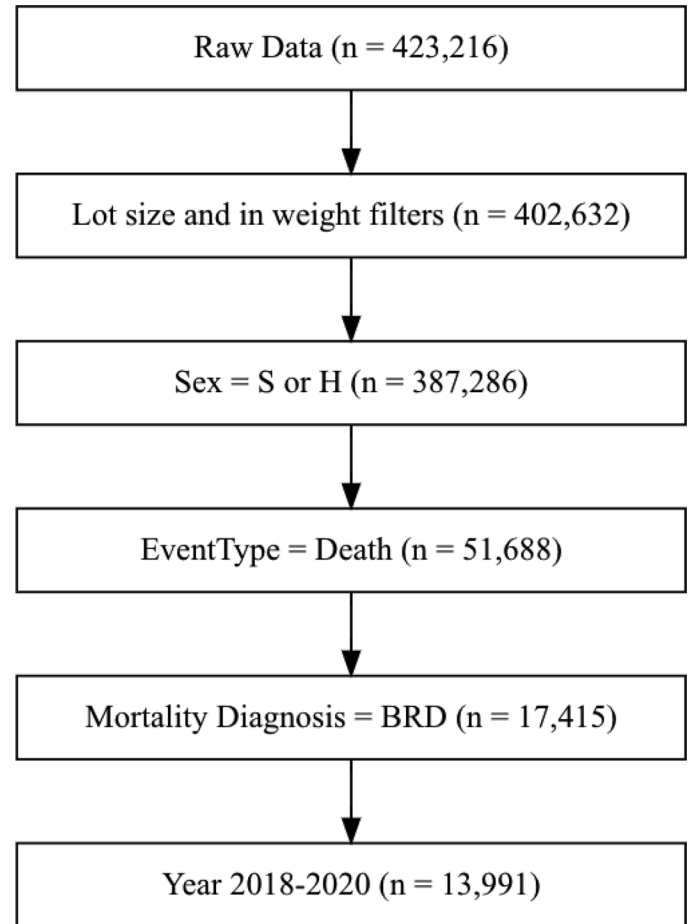 Raw Data (n = 423,216)
Lot size and in weight filters (n = 402,632)
Sex = S or H (n = 387,286)
EventType = Death (n = 51,688)
Mortality Diagnosis = BRD (n = 17,415)
Year 2018-2020 (n = 13,991)